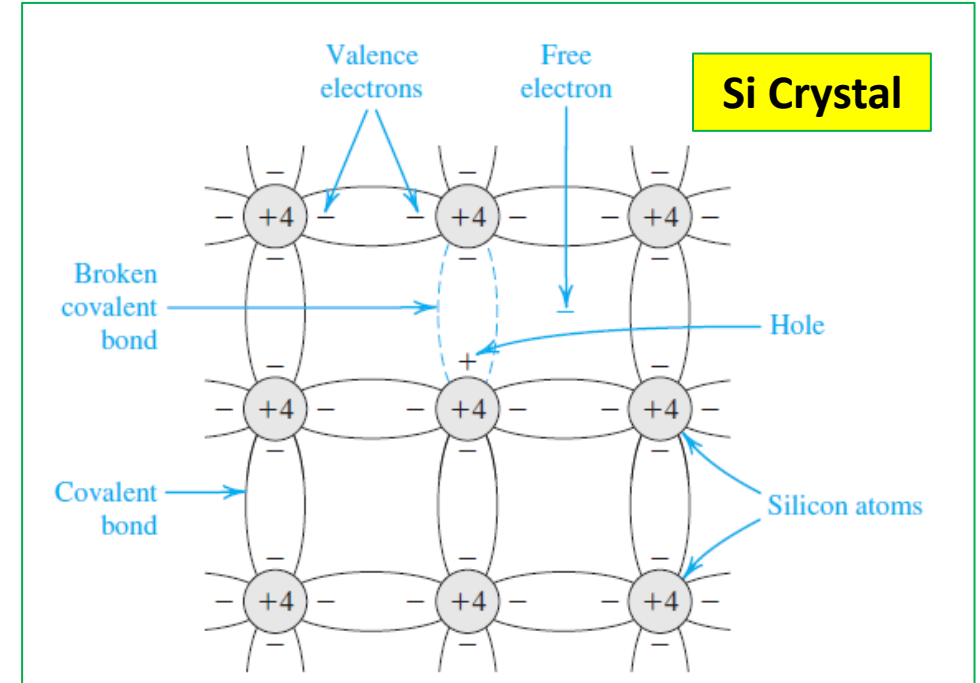 Valence
electrons
Free
electron
Si Crystal
− − −
− +4 − − +4 − − +4 −
− − −
Broken
covalent
bond
−
Hole
− + −
− +4 − − +4 − − +4 −
− − −
Covalent
bond
Silicon atoms
− − −
− +4 − − +4 − − +4 −
− − −